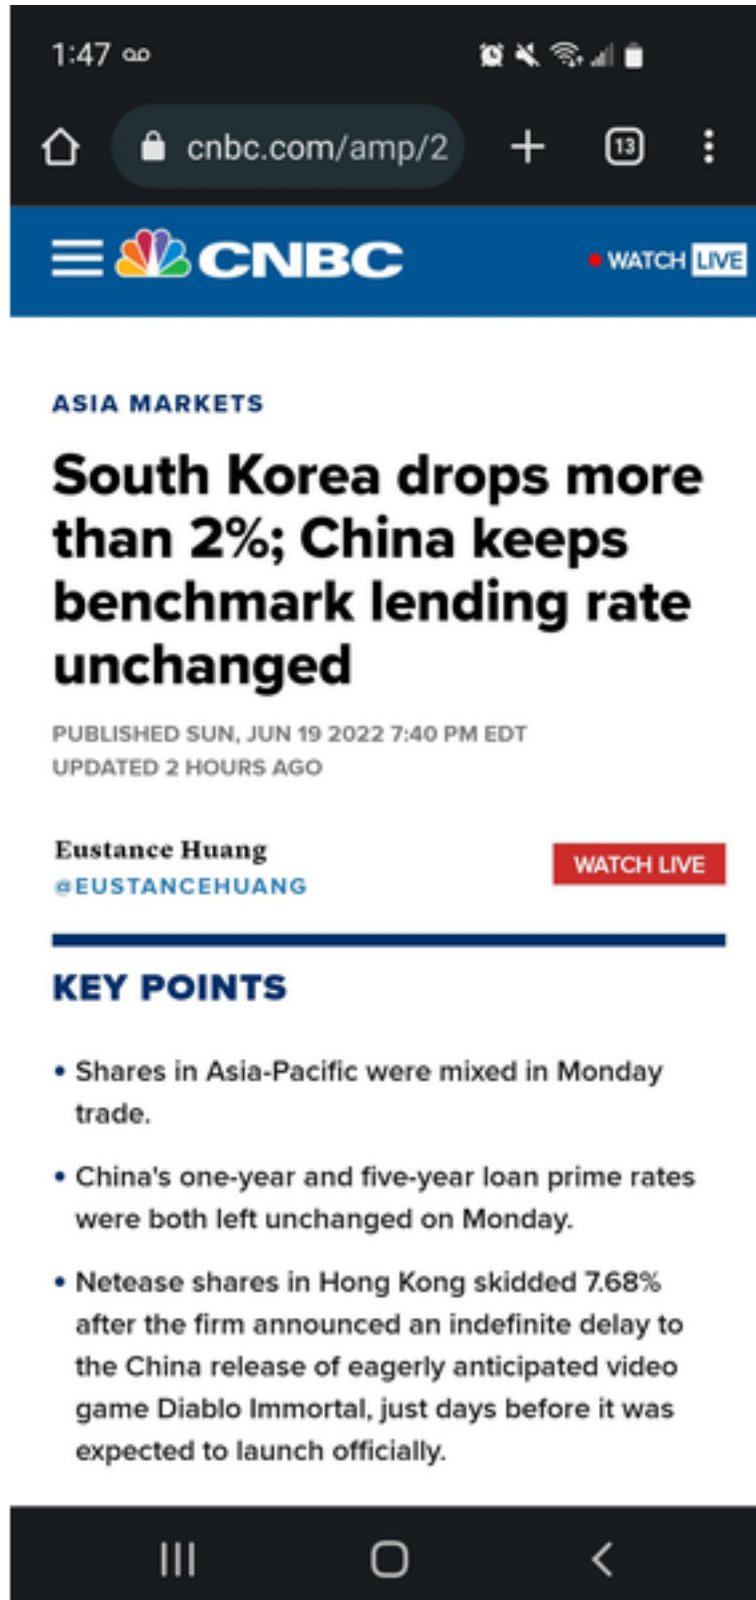 1:47
cnbc.com/amp/2
13
CNBC
WATCH LIVE
ASIA MARKETS
South Korea drops more
than 2%; China keeps
benchmark lending rate
unchanged
PUBLISHED SUN, JUN 19 2022 7:40 PM EDT
UPDATED 2 HOURS AGO
Eustance Huang
@EUSTANCEHUANG
WATCH LIVE
KEY POINTS
• Shares in Asia-Pacific were mixed in Monday
trade.
• China's one-year and five-year loan prime rates
were both left unchanged on Monday.
• Netease shares in Hong Kong skidded 7.68%
after the firm announced an indefinite delay to
the China release of eagerly anticipated video
game Diablo Immortal, just days before it was
expected to launch officially.